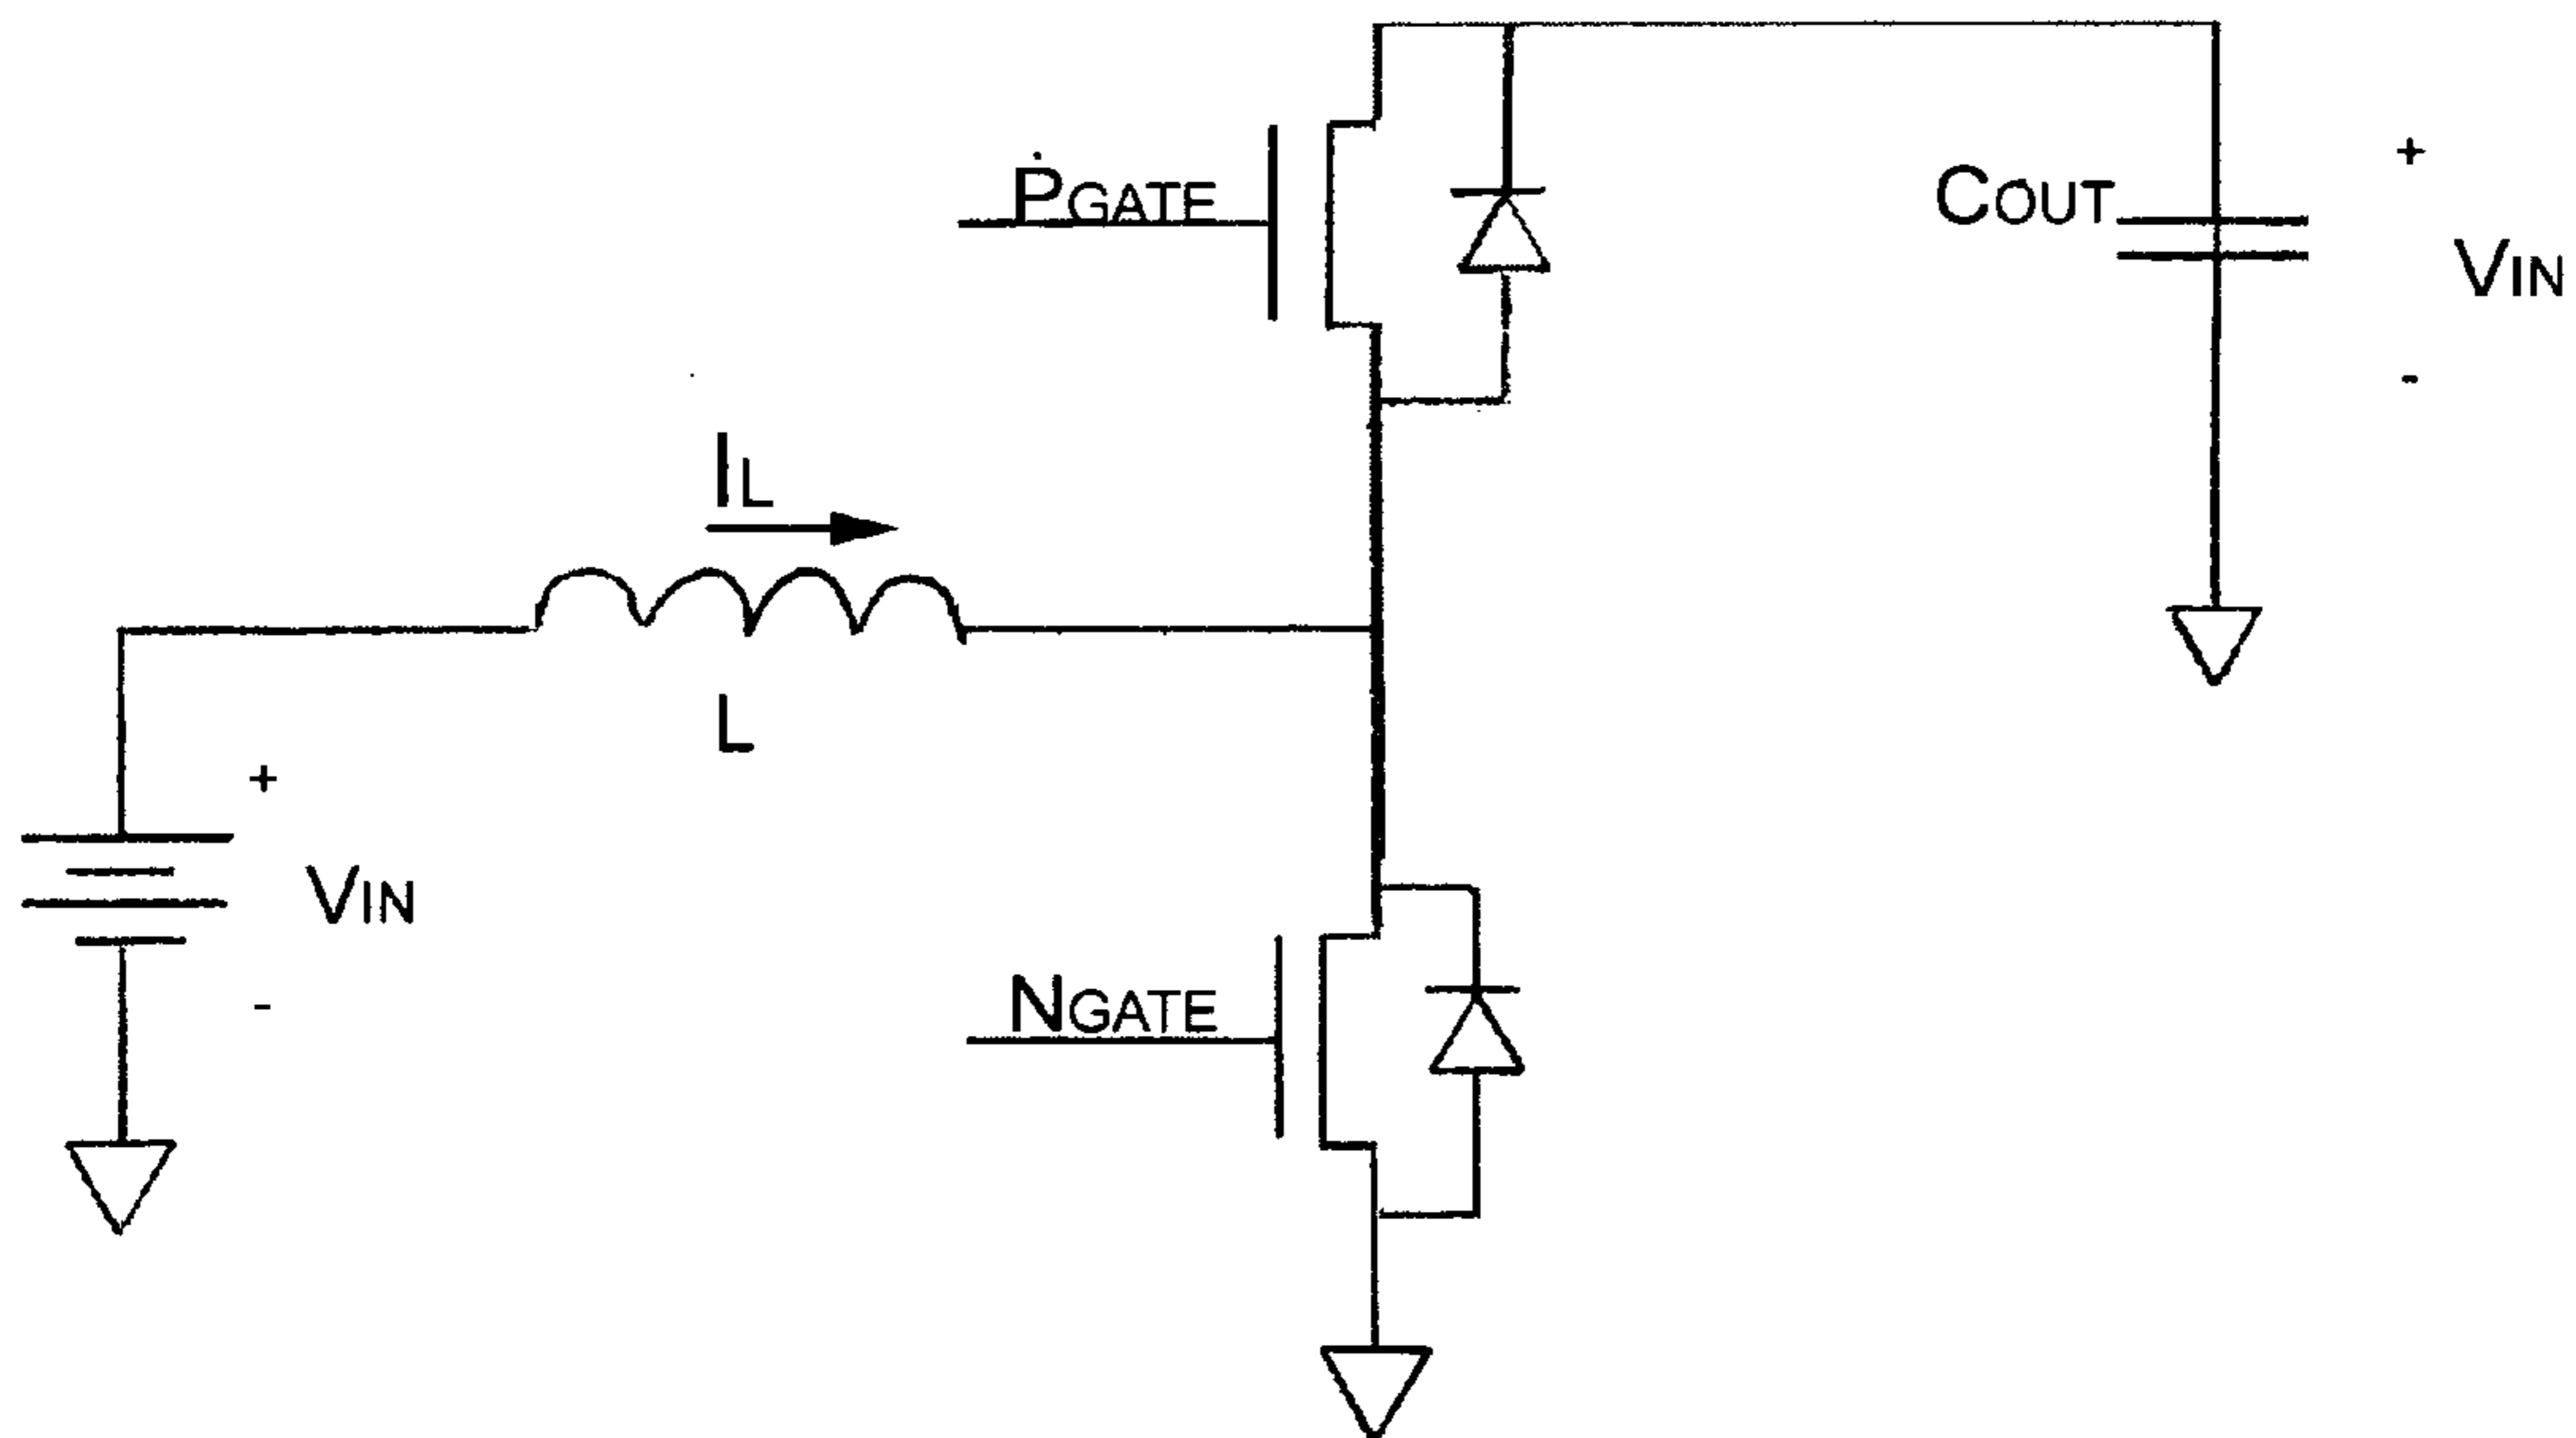 PGATE
COUT
+
VIN
-
IL
L
+
VIN
-
NGATE